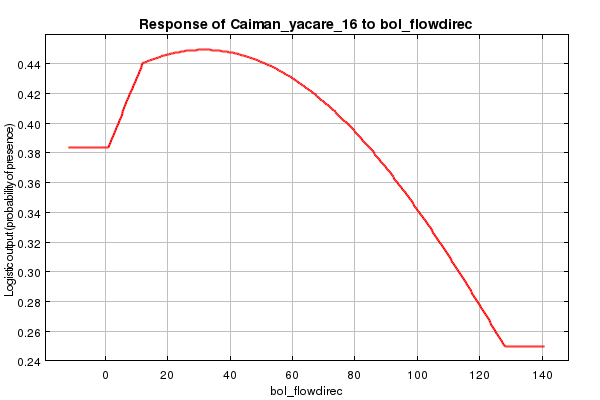 Response of Caiman_yacare_16 to bol_flowdirec
Logistic output (probability of presence)
0.44
0.42
0.40
0.38
0.36
0.34
0.32
0.30
0.28
0.26
0.24
0 20 40 60 80 100 120 140
bol_flowdirec